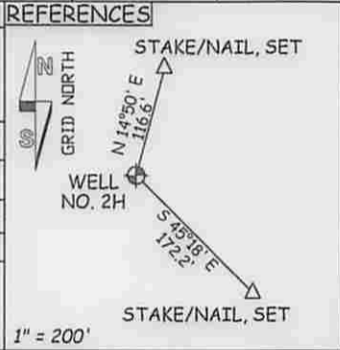 REFERENCES
STAKE/NAIL, SET
N
GRID NORTH
S
N 14°50' E
116.6'
WELL
NO. 2H
S 45°18' E
172.2'
STAKE/NAIL, SET
1" = 200'